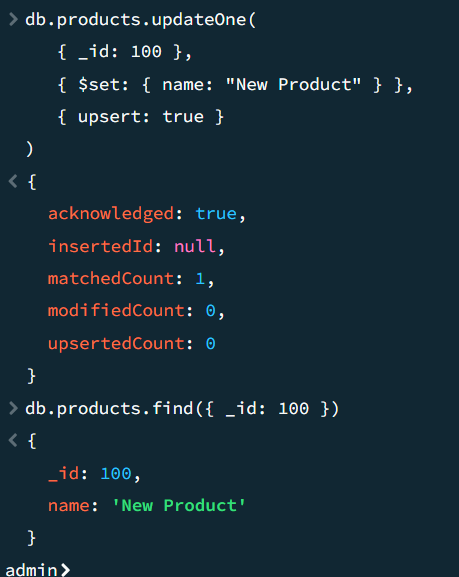 > db.products.updateOne(
{ _id: 100 },
{ $set: { name: "New Product" } },
{ upsert: true }
)
< {
acknowledged: true,
insertedId: null,
matchedCount: 1,
modifiedCount: 0,
upsertedCount: 0
}
> db.products.find({ _id: 100 })
< {
_id: 100,
name: 'New Product'
}
admin>